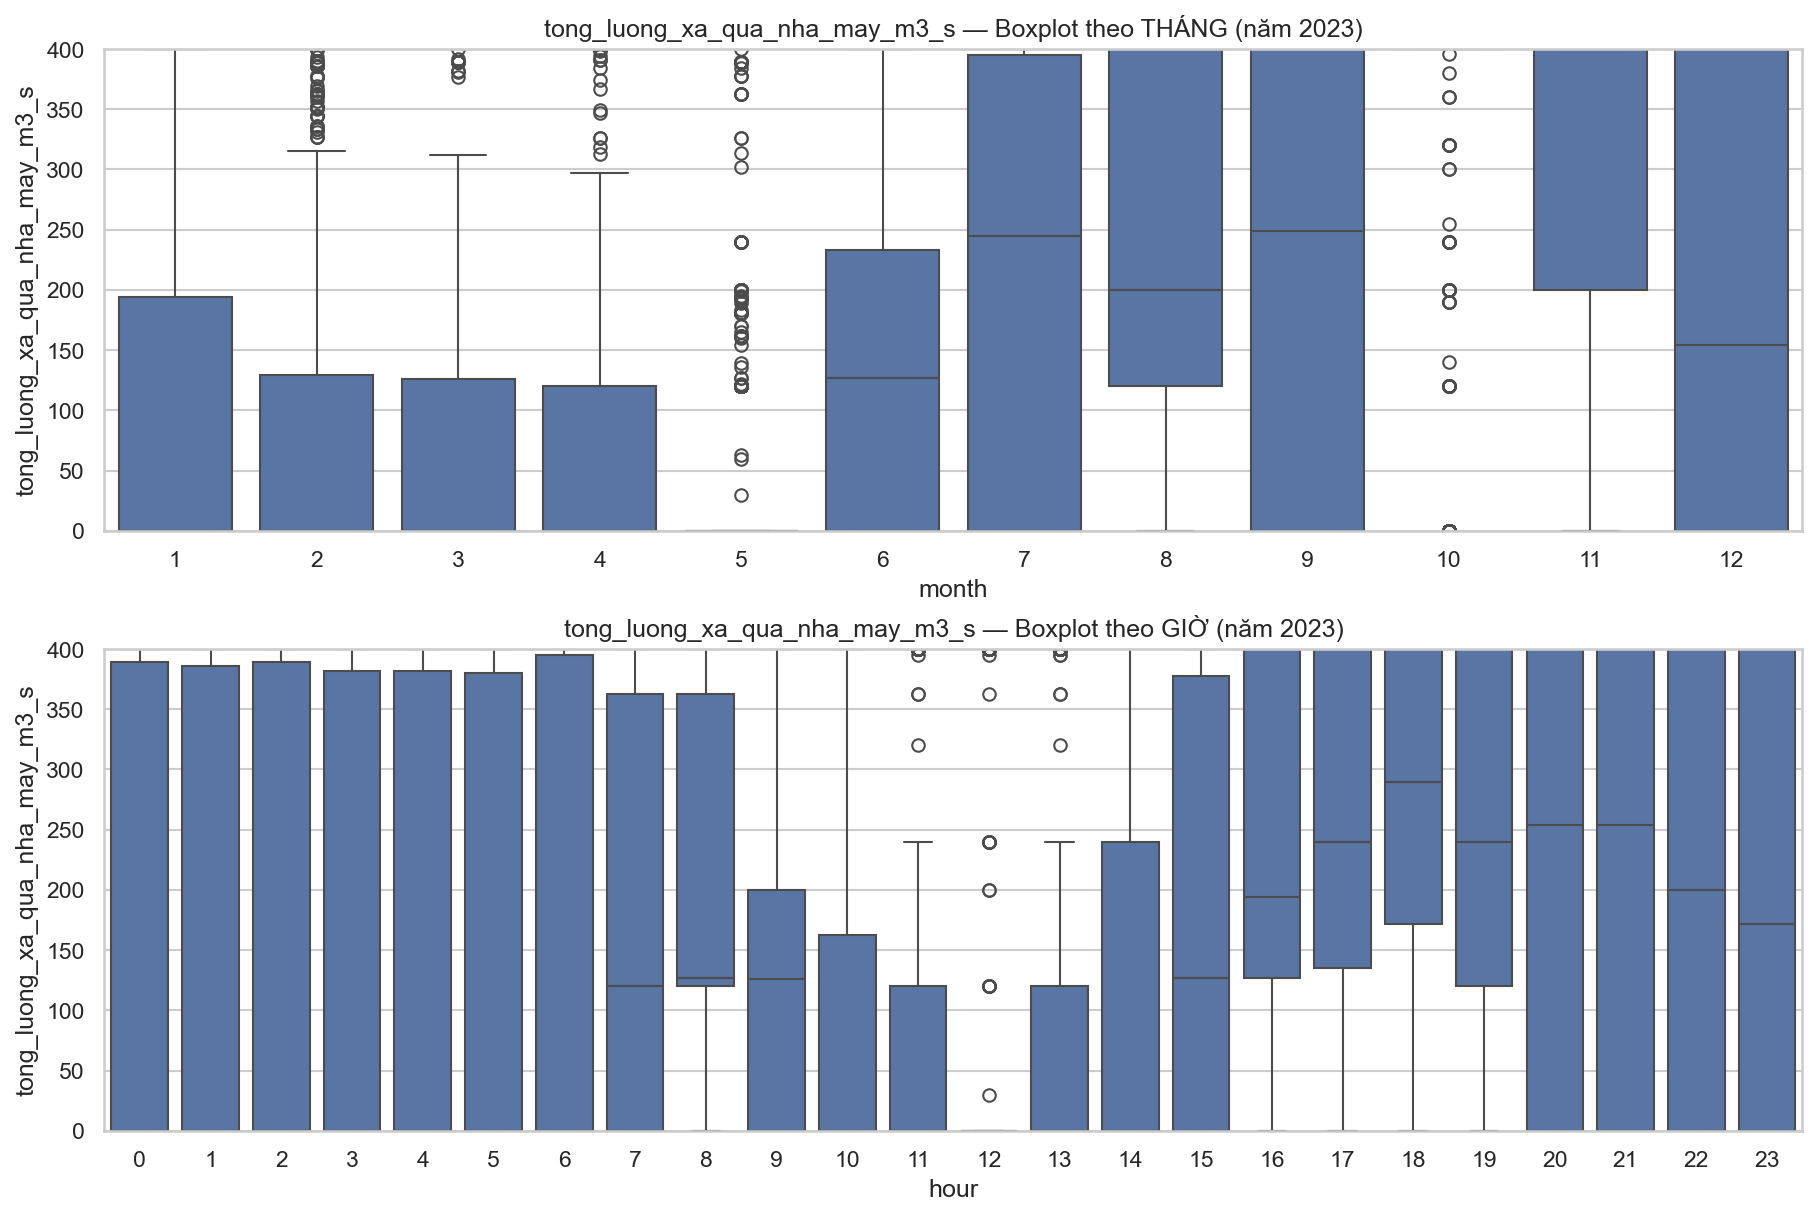 tong_luong_xa_qua_nha_may_m3_s — Boxplot theo THÁNG (năm 2023)
tong_luong_xa_qua_nha_may_m3_s
400
350
300
250
200
150
100
50
0
1 2 3 4 5 6 7 8 9 10 11 12
month
tong_luong_xa_qua_nha_may_m3_s — Boxplot theo GIỜ (năm 2023)
tong_luong_xa_qua_nha_may_m3_s
400
350
300
250
200
150
100
50
0
0 1 2 3 4 5 6 7 8 9 10 11 12 13 14 15 16 17 18 19 20 21 22 23
hour